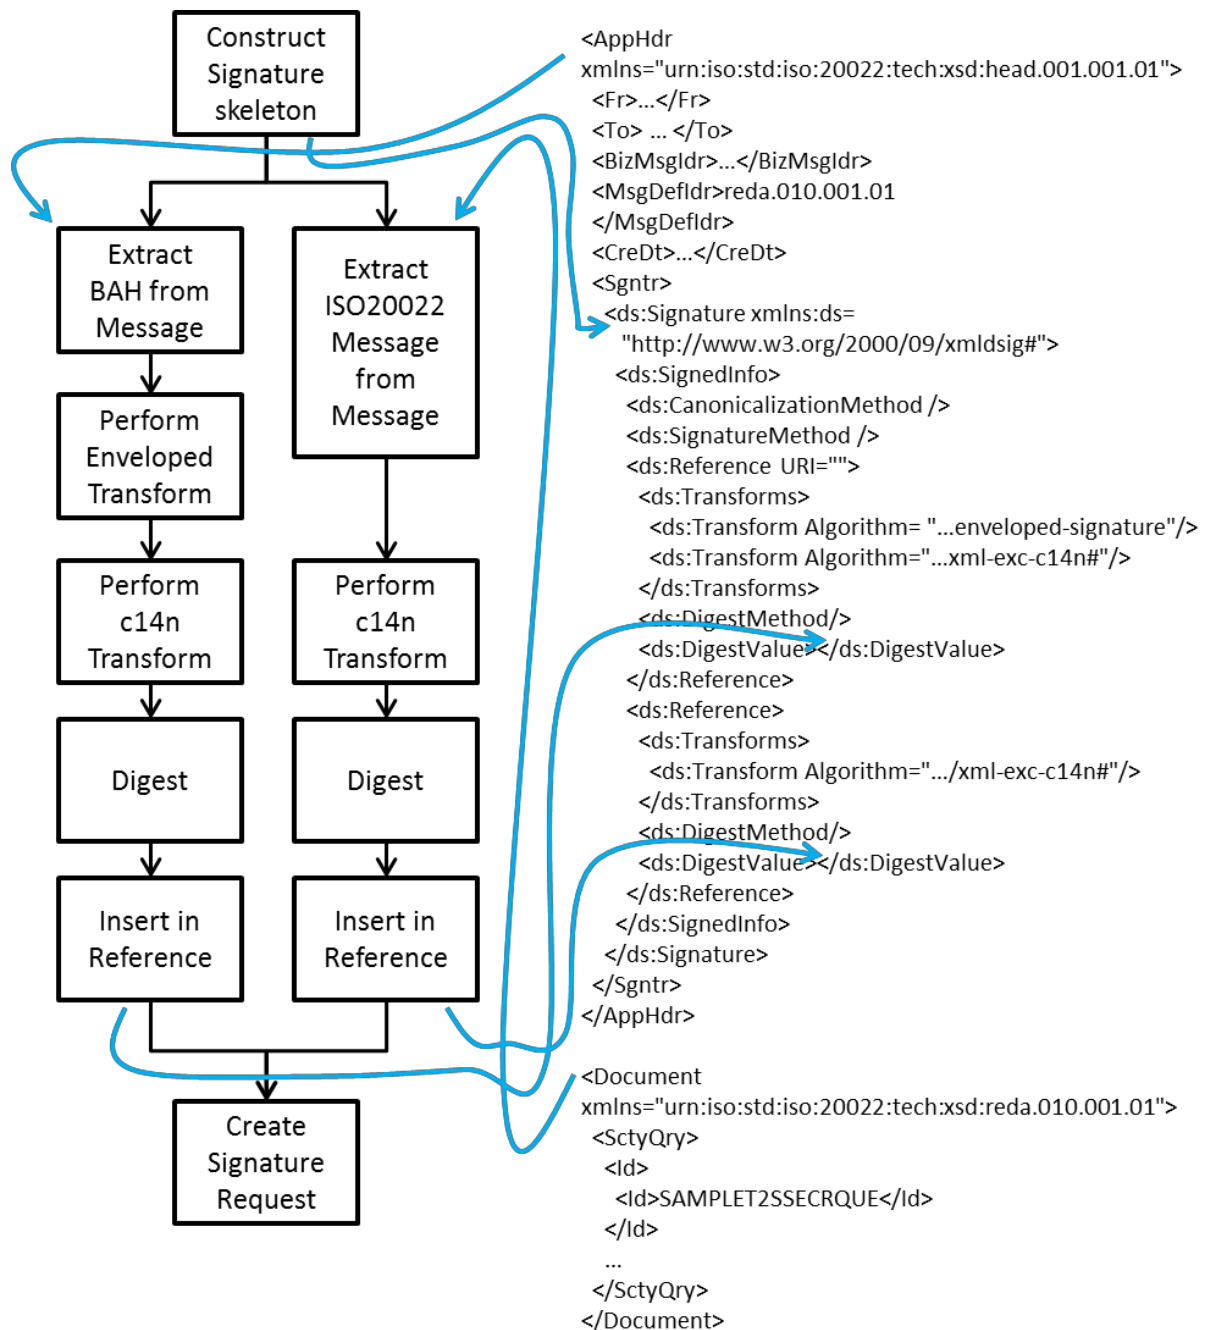 Construct
Signature
skeleton
Extract
BAH from
Message
Perform
Enveloped
Transform
Perform
c14n
Transform
Digest
Insert in
Reference
Extract
ISO20022
Message
from
Message
Perform
c14n
Transform
Digest
Insert in
Reference
Create
Signature
Request
<AppHdr
xmlns="urn:iso:std:iso:20022:tech:xsd:head.001.001.01">
<Fr>...</Fr>
<To> ... </To>
<BizMsgIdr>...</BizMsgIdr>
<MsgDefIdr>reda.010.001.01
</MsgDefIdr>
<CreDt>...</CreDt>
<Sgntr>
<ds:Signature xmlns:ds=
"http://www.w3.org/2000/09/xmldsig#">
<ds:SignedInfo>
<ds:CanonicalizationMethod />
<ds:SignatureMethod />
<ds:Reference URI="">
<ds:Transforms>
<ds:Transform Algorithm= "...enveloped-signature"/>
<ds:Transform Algorithm="...xml-exc-c14n#"/>
</ds:Transforms>
<ds:DigestMethod/>
<ds:DigestValue></ds:DigestValue>
</ds:Reference>
<ds:Reference>
<ds:Transforms>
<ds:Transform Algorithm=".../xml-exc-c14n#"/>
</ds:Transforms>
<ds:DigestMethod/>
<ds:DigestValue></ds:DigestValue>
</ds:Reference>
</ds:SignedInfo>
</ds:Signature>
</Sgntr>
</AppHdr>
<Document
xmlns="urn:iso:std:iso:20022:tech:xsd:reda.010.001.01">
<SctyQry>
<Id>
<Id>SAMPLET2SSECRQUE</Id>
</Id>
...
</SctyQry>
</Document>